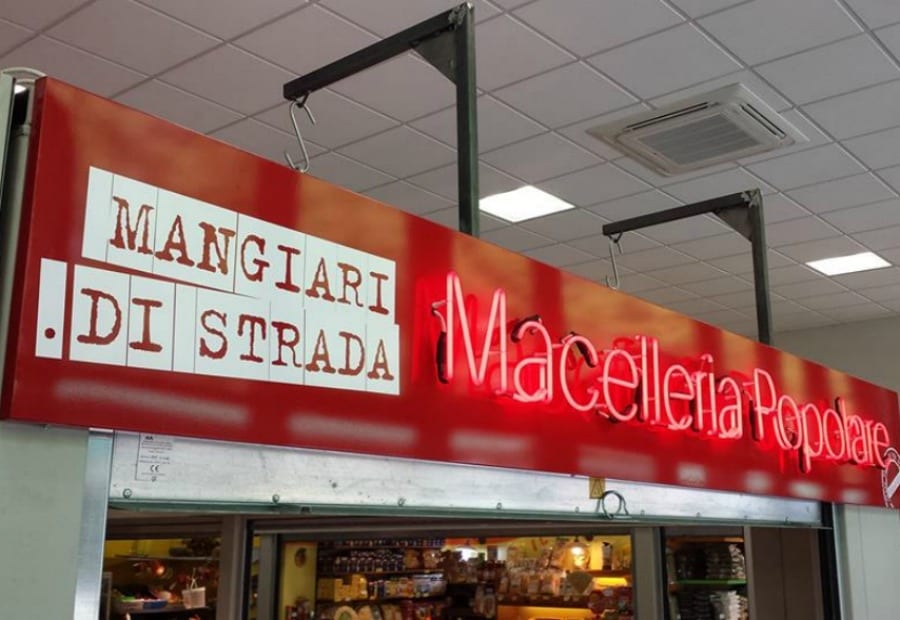 MANGIARI
.DI STRADA
Macelleria Popolare